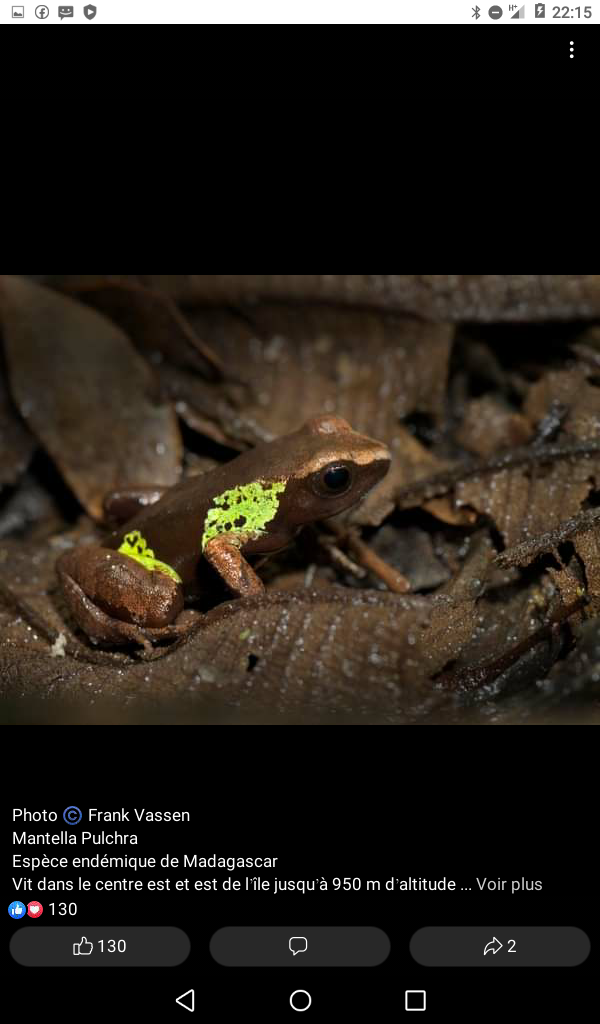 H+ 22:15
Photo © Frank Vassen
Mantella Pulchra
Espèce endémique de Madagascar
Vit dans le centre est et est de l'île jusqu'à 950 m d'altitude ... Voir plus
130
130
2